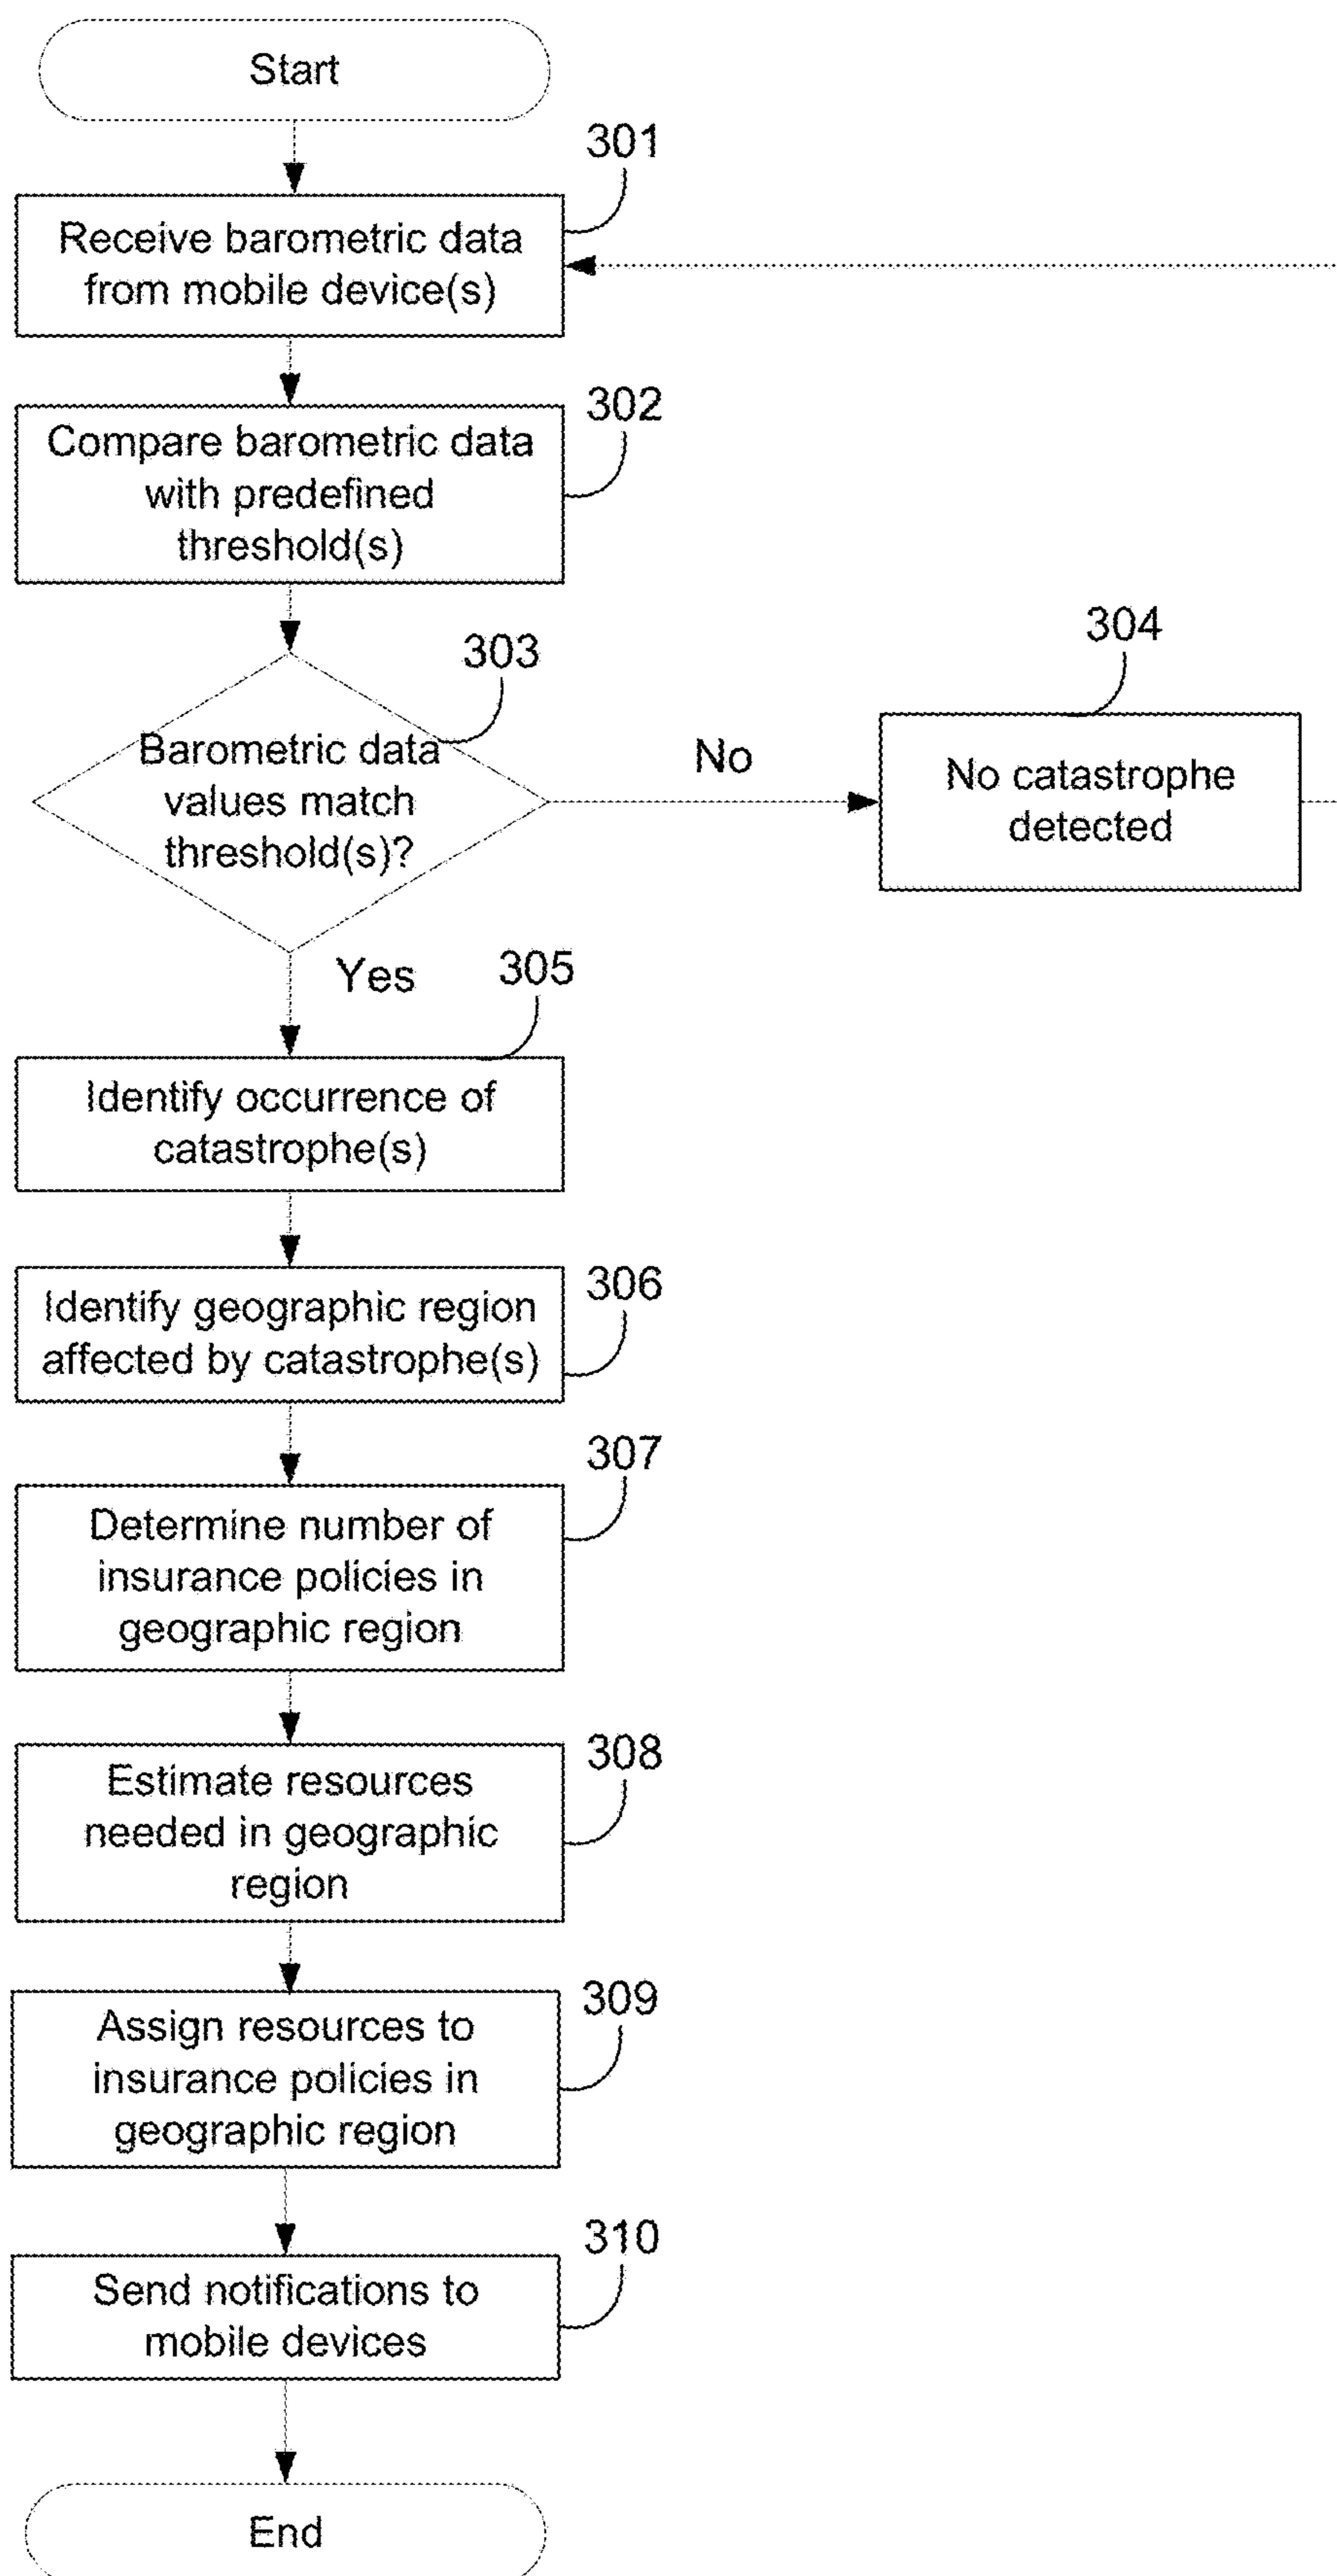 Start
301
Receive barometric data
from mobile device(s)
302
Compare barometric data
with predefined
threshold(s)
303
Barometric data
values match
threshold(s)?
No
304
No catastrophe
detected
Yes
305
Identify occurrence of
catastrophe(s)
306
Identify geographic region
affected by catastrophe(s)
307
Determine number of
insurance policies in
geographic region
308
Estimate resources
needed in geographic
region
309
Assign resources to
insurance policies in
geographic region
310
Send notifications to
mobile devices
End